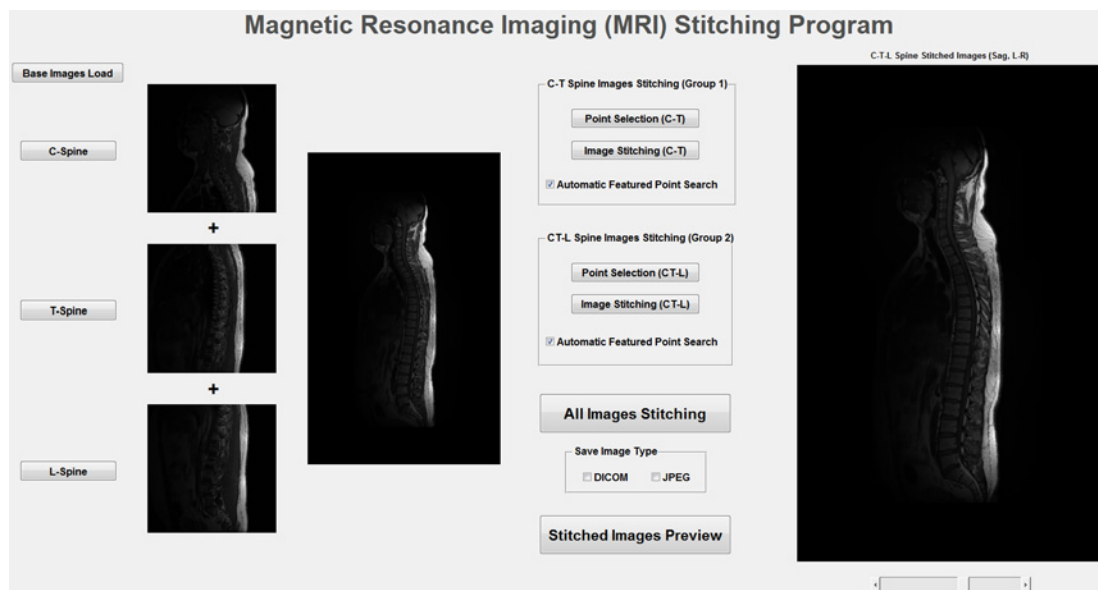 Magnetic Resonance Imaging (MRI) Stitching Program
Base Images Load
C-Spine
+
T-Spine
+
L-Spine
C-T Spine Images Stitching (Group 1)
Point Selection (C-T)
Image Stitching (C-T)
Automatic Featured Point Search
CT-L Spine Images Stitching (Group 2)
Point Selection (CT-L)
Image Stitching (CT-L)
Automatic Featured Point Search
All Images Stitching
Save Image Type
DICOM JPEG
Stitched Images Preview
C-T-L Spine Stitched Images (Sag, L-R)